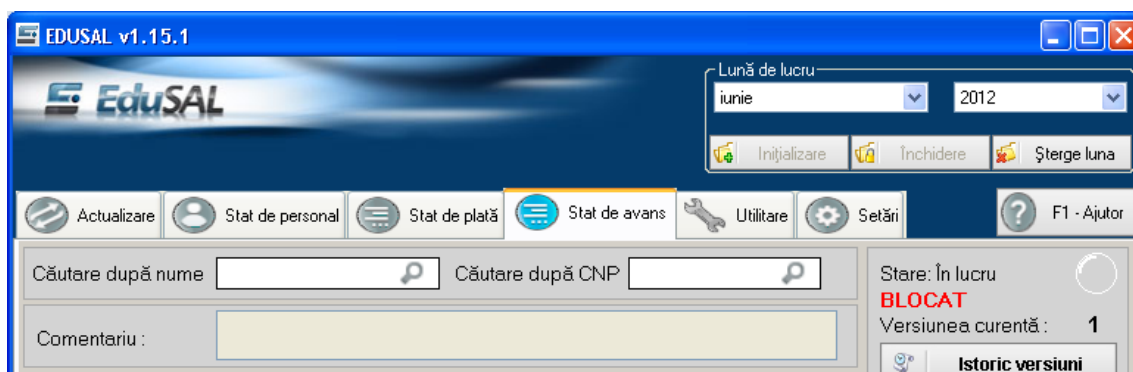 EDUSAL v1.15.1
EduSAL
Lună de lucru
iunie 2012
Iniţializare Închidere Şterge luna
Actualizare Stat de personal Stat de plată Stat de avans Utilitare Setări F1 - Ajutor
Căutare după nume Căutare după CNP
Stare: În lucru
BLOCAT
Comentariu :
Versiunea curentă : 1
Istoric versiuni